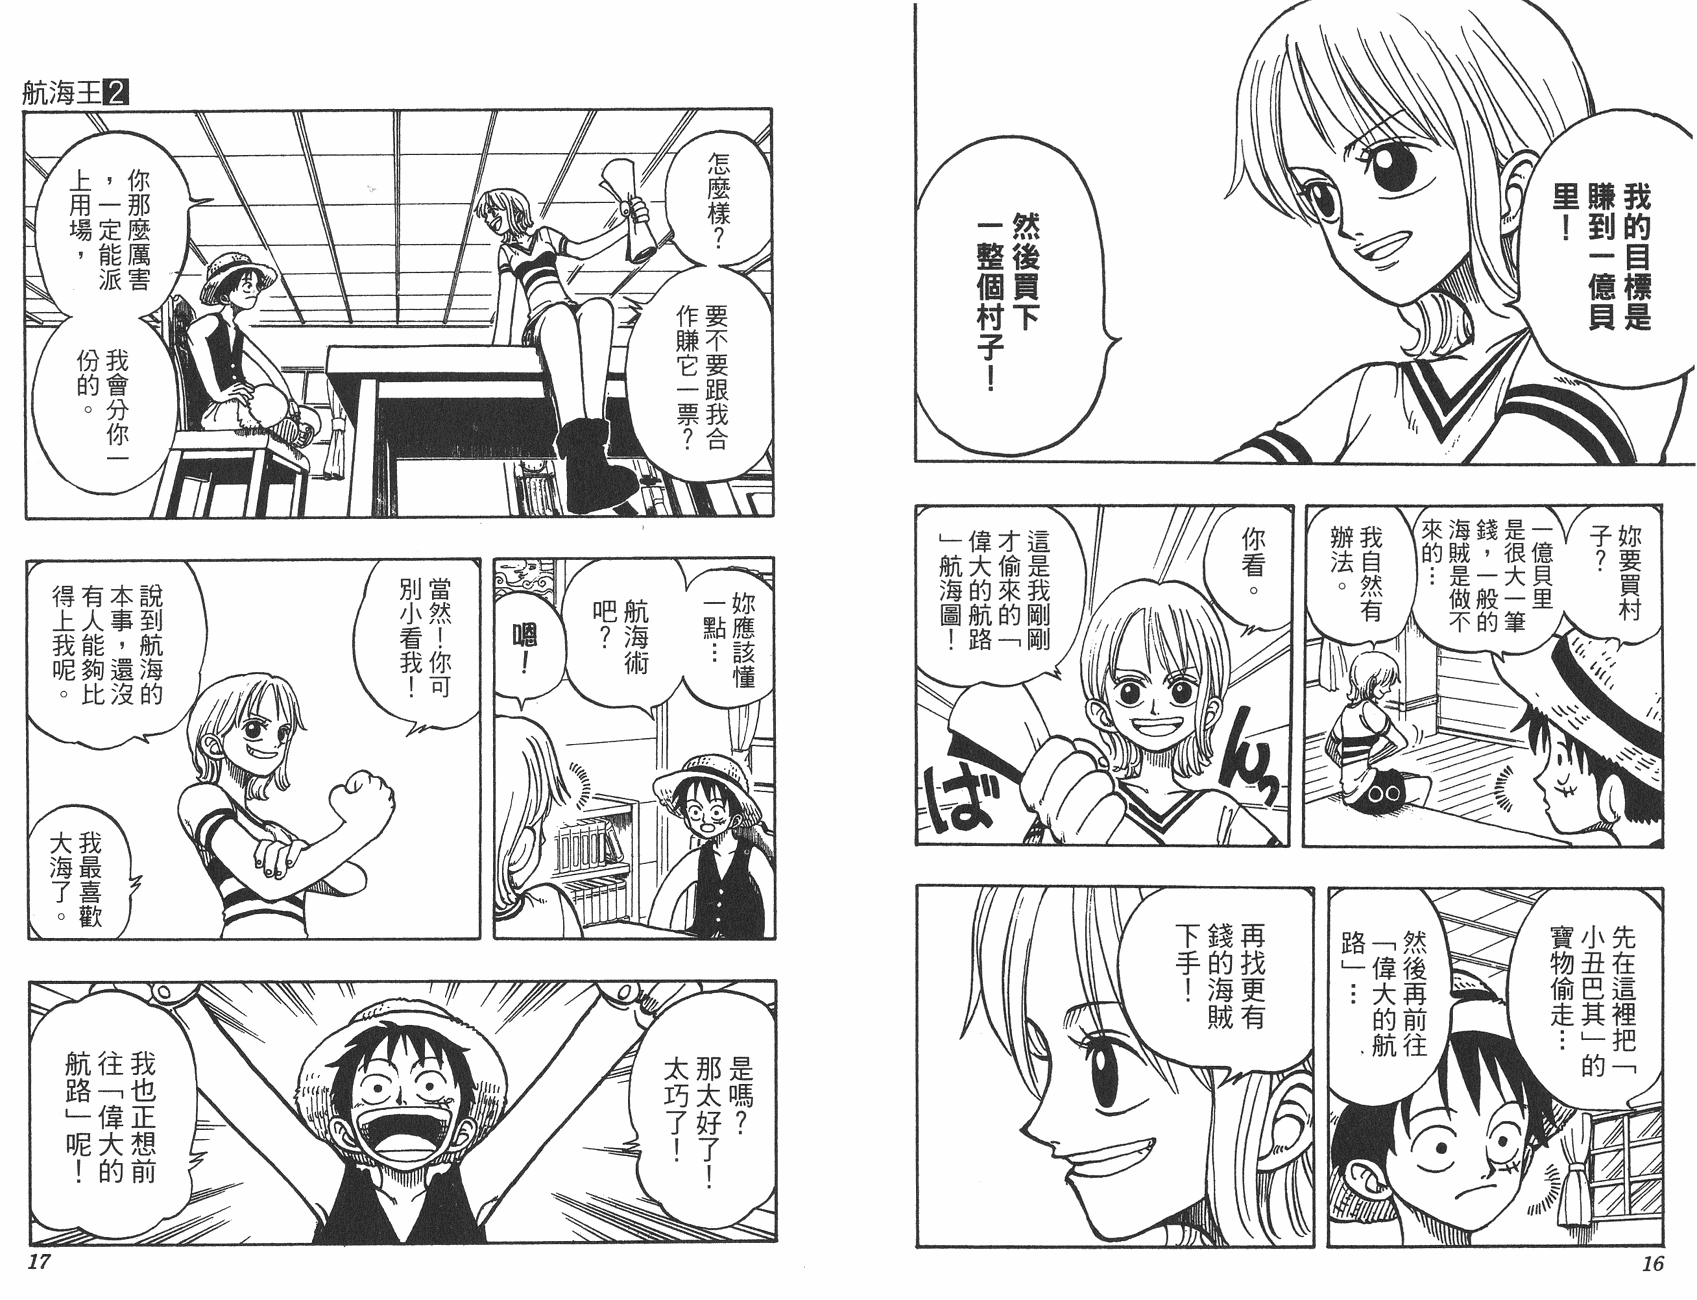 我的目標是
賺到一億貝
里！
然後買下
一整個村子！
妳要買村
子？
一億貝里
是很大一筆
錢，一般的
海賊是做不
來的…
我自然有
辦法。
你看。
這是我剛剛
才偷來的「
偉大的航路
」航海圖！
んっ
ば
先在這裡把「
小丑巴其」的
寶物偷走…
然後再前往
「偉大的航
路」…
再找更有
錢的海賊
下手！
16
航海王2
怎麼樣？
要不要跟我合
作賺它一票？
你那麼厲害
，一定能派
上用場，
我會分你一
份的。
妳應該懂
一點…
航海術
吧？
嗯！
當然！你可
別小看我！
說到航海的
本事，還沒
有人能夠比
得上我呢。
我最喜歡
大海了。
是嗎？
那太好了！
太巧了！
我也正想前
往「偉大的
航路」呢！
17